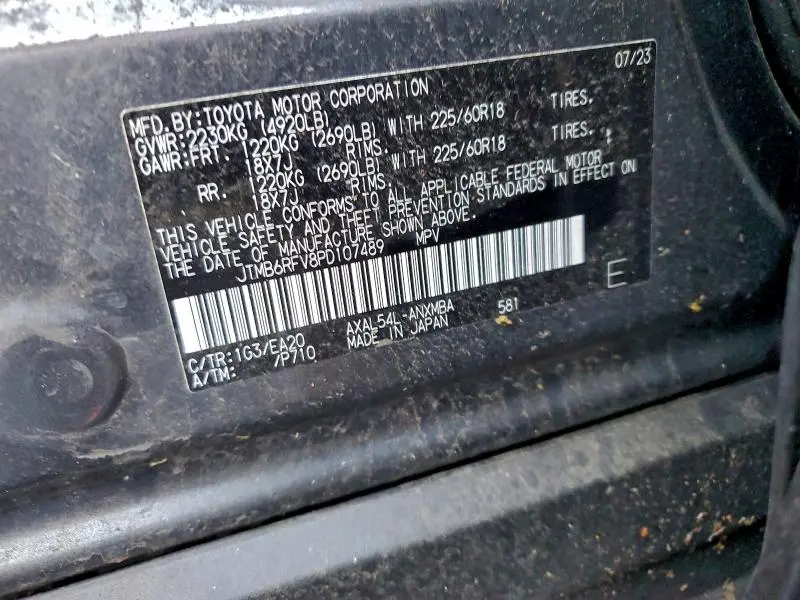 MFD. BY: TOYOTA MOTOR CORPORATION 07/23
GVWR: 2230KG (4920LB)
GAWR: FRT. 1220KG (2690LB) WITH 225/60R18 TIRES.
18X7J RIMS.
RR. 1220KG (2690LB) WITH 225/60R18 TIRES.
18X7J RIMS.
THIS VEHICLE CONFORMS TO ALL APPLICABLE FEDERAL MOTOR
VEHICLE SAFETY AND THEFT PREVENTION STANDARDS IN EFFECT ON
THE DATE OF MANUFACTURE SHOWN ABOVE.
JTMB6RFV8PD107489 MPV
E
C/TR: 1G3/EA20 AXAL54L-ANXMBA 581
A/TM: /P710 MADE IN JAPAN